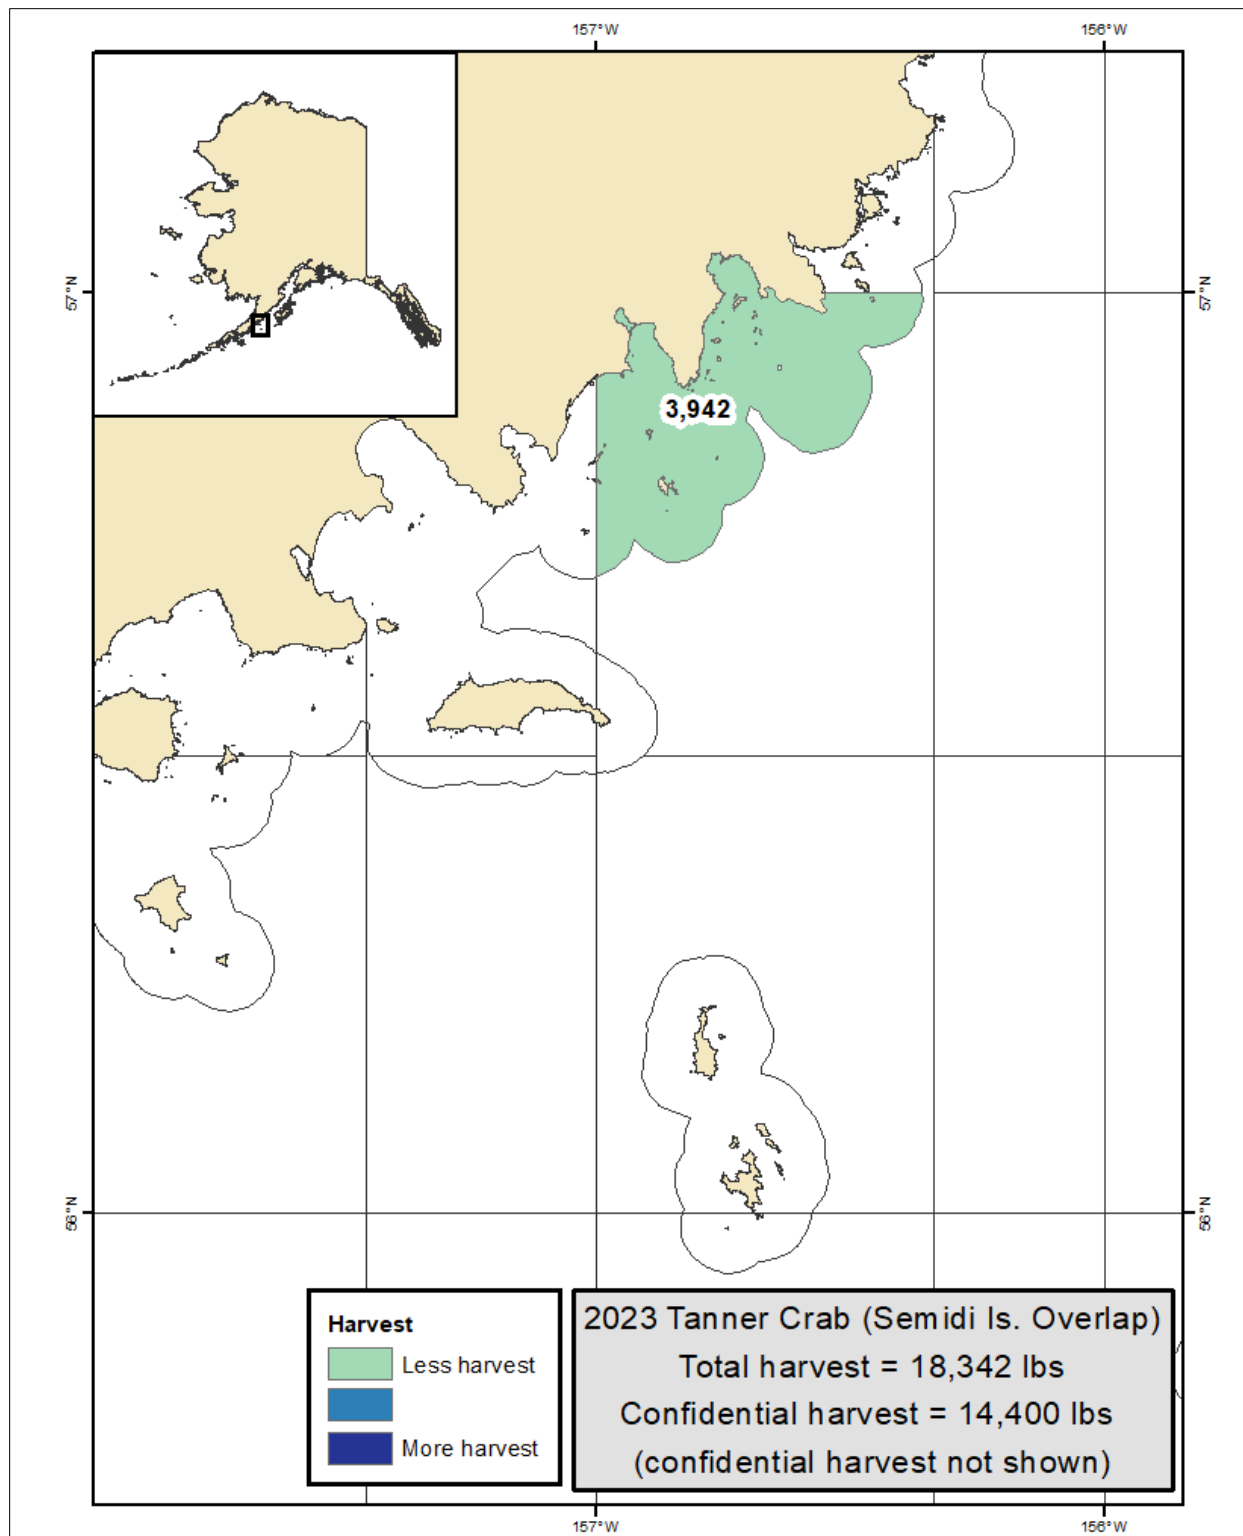 157°W
156°W
57°N
57°N
3,942
56°N
56°N
Harvest
Less harvest
More harvest
2023 Tanner Crab (Semidi Is. Overlap)
Total harvest = 18,342 lbs
Confidential harvest = 14,400 lbs
(confidential harvest not shown)
157°W
156°W